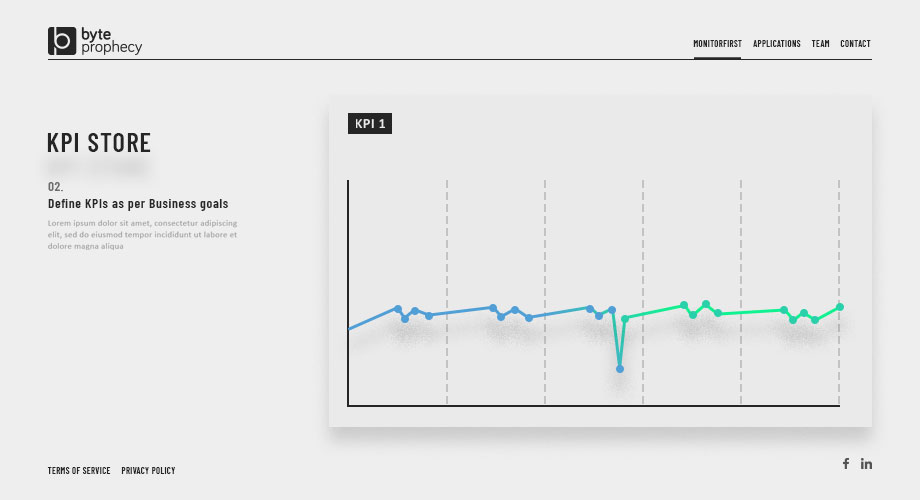 byte
prophecy
MONITORFIRST APPLICATIONS TEAM CONTACT
KPI STORE
02.
Define KPIs as per Business goals
Lorem ipsum dolor sit amet, consectetur adipiscing
elit, sed do eiusmod tempor incididunt ut labore et
dolore magna aliqua
KPI 1
TERMS OF SERVICE PRIVACY POLICY
f in